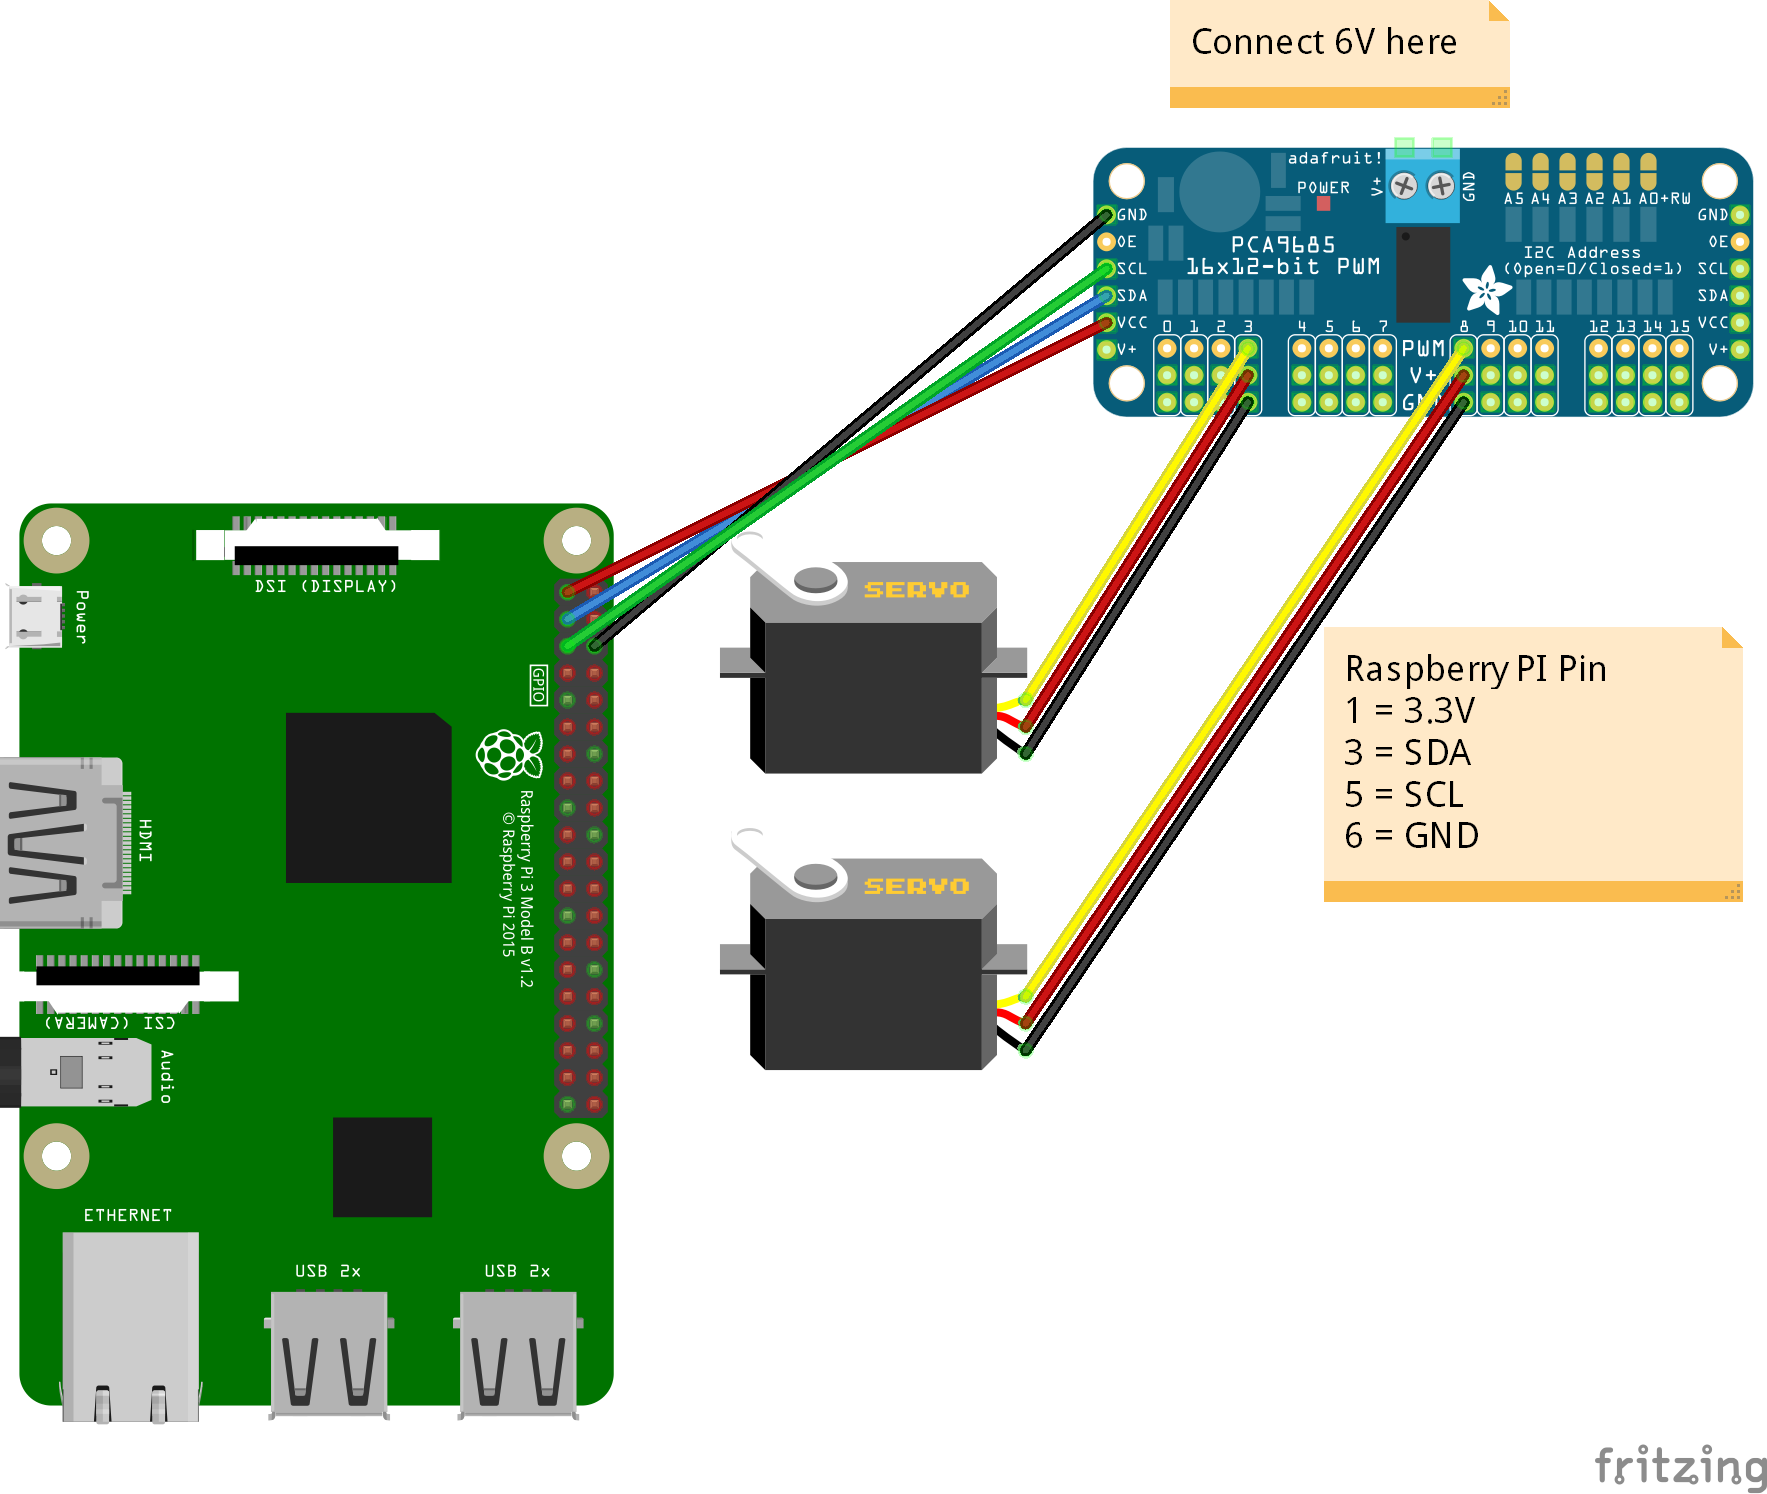 Connect 6V here
adafruit!
POWER
V+
GND
A5 A4 A3 A2 A1 A0+RW
GND
OE
SCL
SDA
VCC
V+
PCA9685
16x12-bit PWM
I2C Address
(Open=0/Closed=1)
GND
OE
SCL
SDA
VCC
V+
0 1 2 3 4 5 6 7 8 9 10 11 12 13 14 15
PWM
V+
GND
DSI (DISPLAY)
Power
GPIO
SERVO
Raspberry PI Pin
1 = 3.3V
3 = SDA
5 = SCL
6 = GND
HDMI
Raspberry Pi 3 Model B v1.2
© Raspberry Pi 2015
SERVO
CSI (CAMERA)
Audio
ETHERNET
USB 2x
USB 2x
fritzing